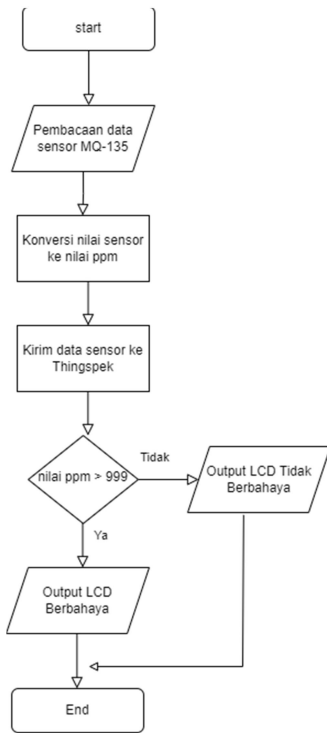 start
Pembacaan data
sensor MQ-135
Konversi nilai sensor
ke nilai ppm
Kirim data sensor ke
Thingspek
nilai ppm > 999
Tidak
Output LCD Tidak
Berbahaya
Ya
Output LCD
Berbahaya
End